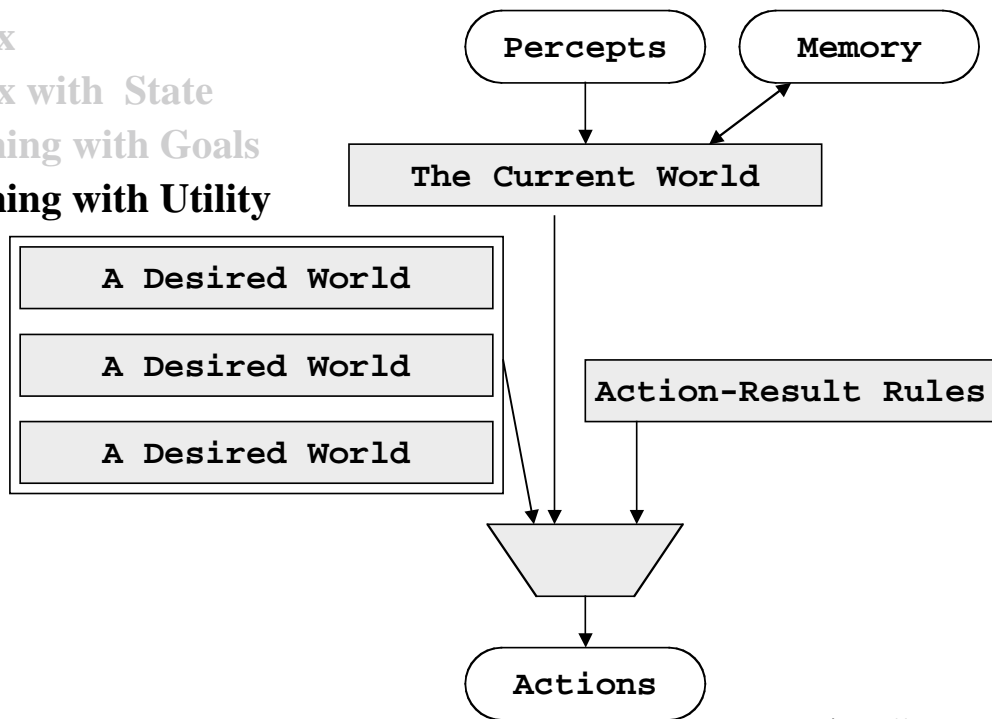 x
x with State
ning with Goals
ning with Utility
Percepts
Memory
The Current World
A Desired World
A Desired World
A Desired World
Action-Result Rules
Actions